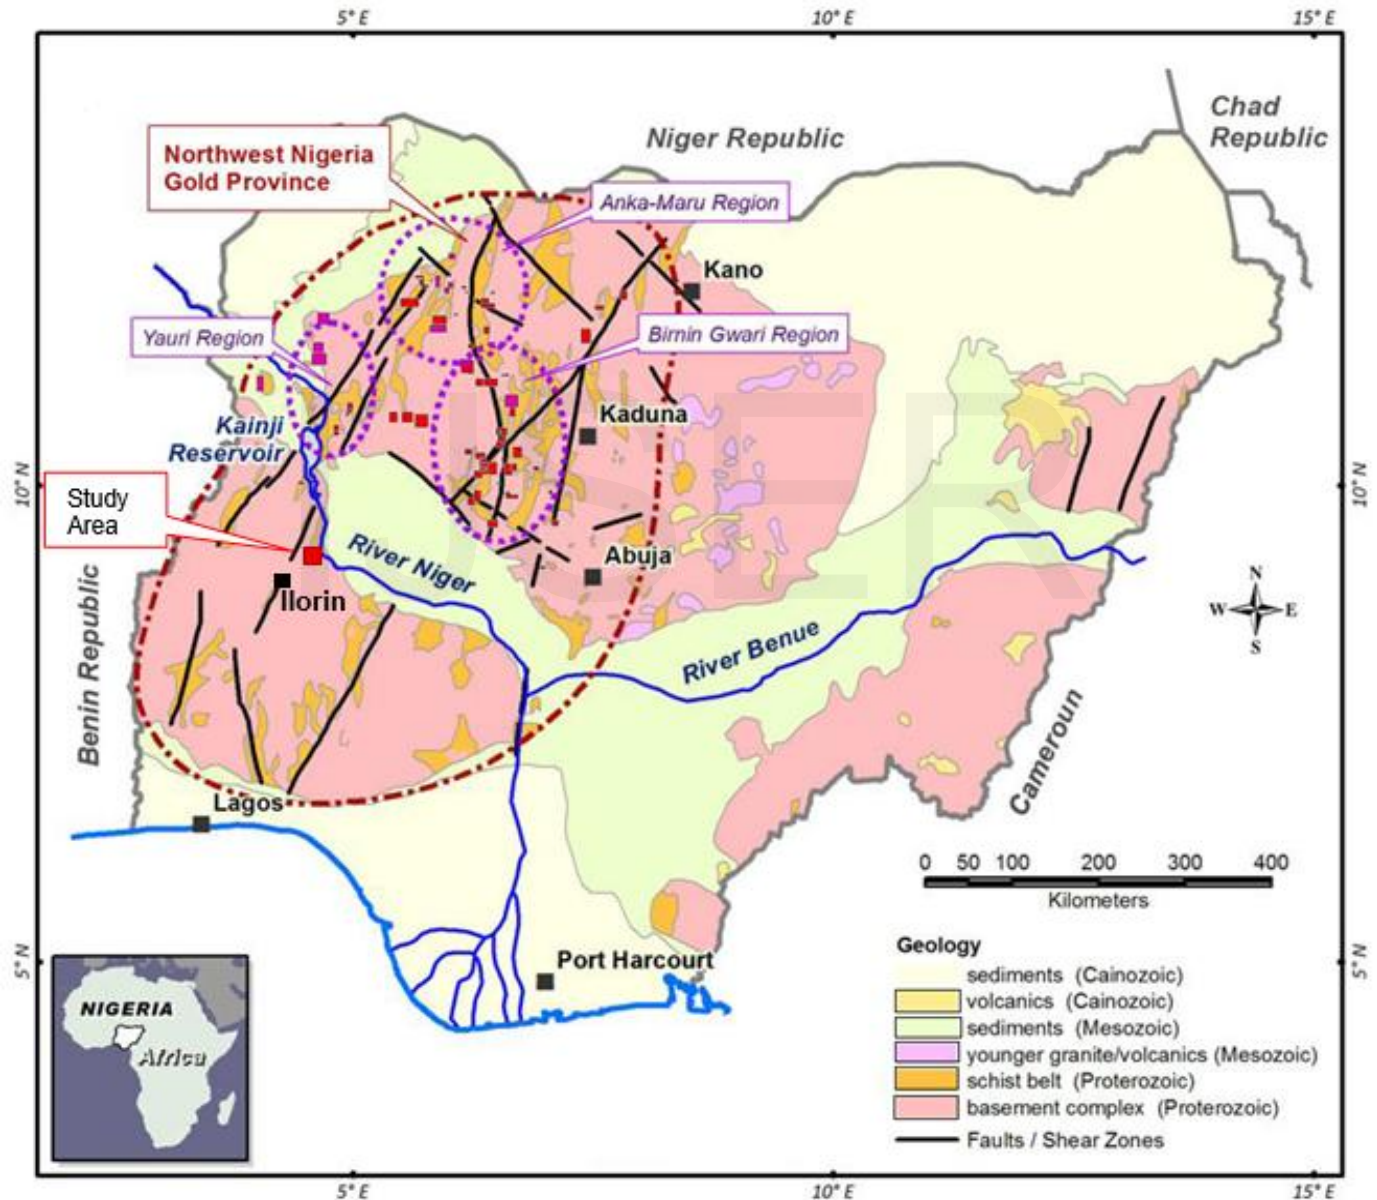 5° E
10° E
15° E
Chad
Republic
Niger Republic
Northwest Nigeria
Gold Province
Anka-Maru Region
Kano
Yauri Region
Birnin Gwari Region
Kaduna
Kainji
Reservoir
10° N
10° N
Study
Area
River Niger
Abuja
Ilorin
Benin Republic
River Benue
N
W
E
S
Cameroun
Lagos
0 50 100 200 300 400
Kilometers
5° N
5° N
Port Harcourt
Geology
sediments (Cainozoic)
volcanics (Cainozoic)
sediments (Mesozoic)
younger granite/volcanics (Mesozoic)
schist belt (Proterozoic)
basement complex (Proterozoic)
Faults / Shear Zones
NIGERIA
Africa
5° E
10° E
15° E
IJSER